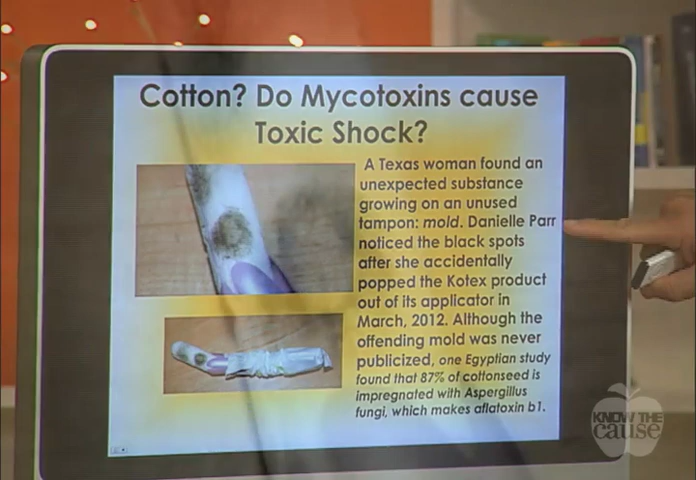 Cotton? Do Mycotoxins cause
Toxic Shock?
A Texas woman found an
unexpected substance
growing on an unused
tampon: mold. Danielle Parr
noticed the black spots
after she accidentally
popped the Kotex product
out of its applicator in
March, 2012. Although the
offending mold was never
publicized, one Egyptian study
found that 87% of cottonseed is
impregnated with Aspergillus
fungi, which makes aflatoxin b1.
KNOW THE
cause